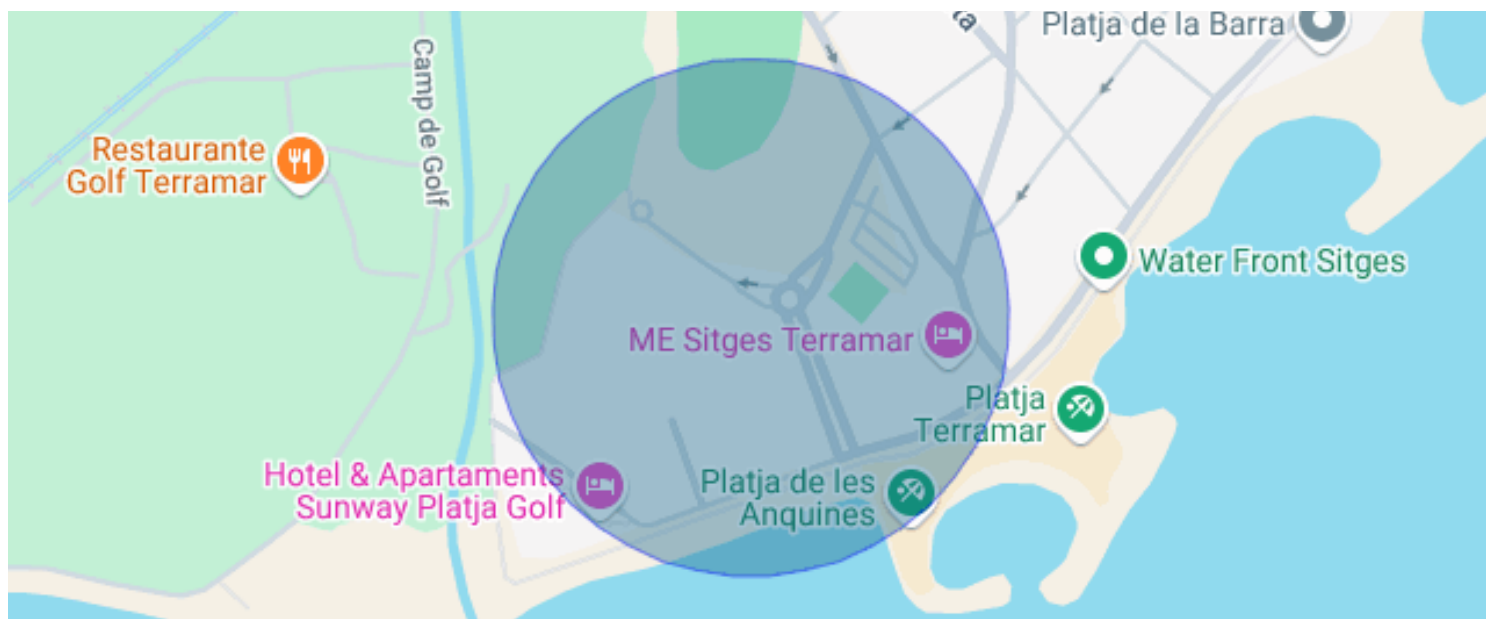 Platja de la Barra
ra
Camp de Golf
Restaurante
Golf Terramar
Water Front Sitges
ME Sitges Terramar
Platja
Terramar
Hotel & Apartaments
Sunway Platja Golf
Platja de les
Anquines